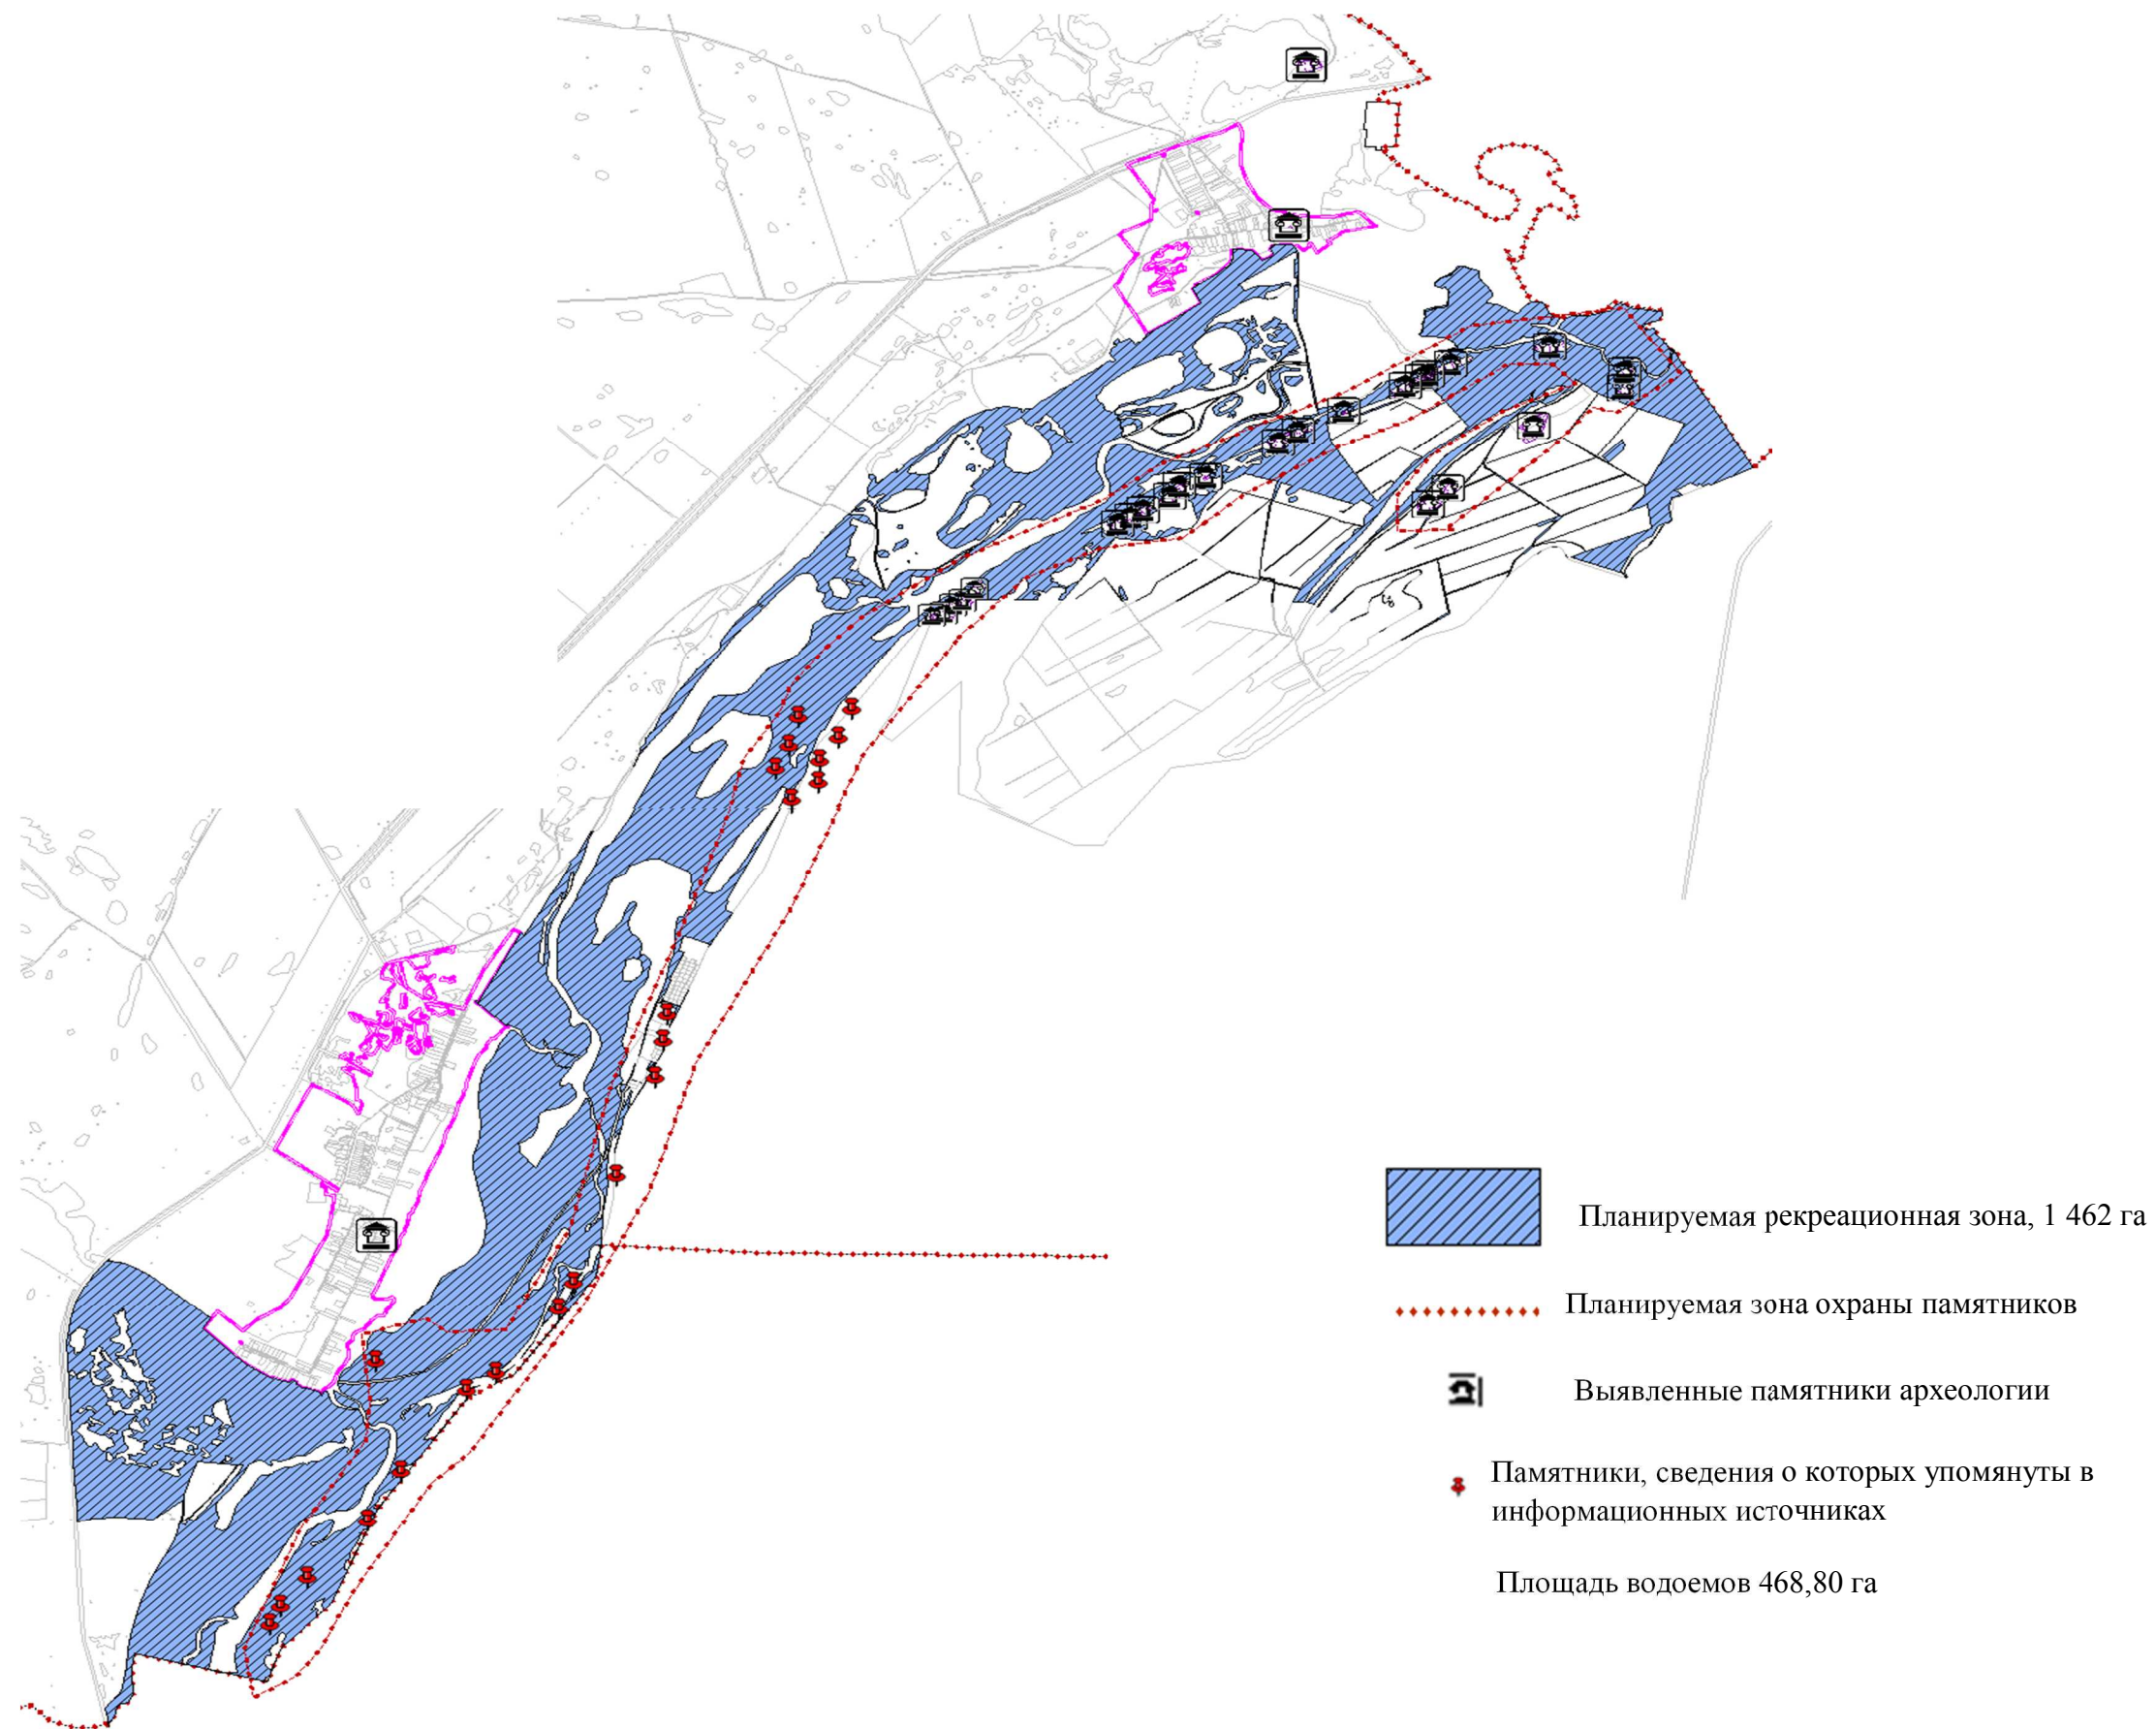 Планируемая рекреационная зона, 1 462 га
Планируемая зона охраны памятников
Выявленные памятники археологии
Памятники, сведения о которых упомянуты в
информационных источниках
Площадь водоемов 468,80 га